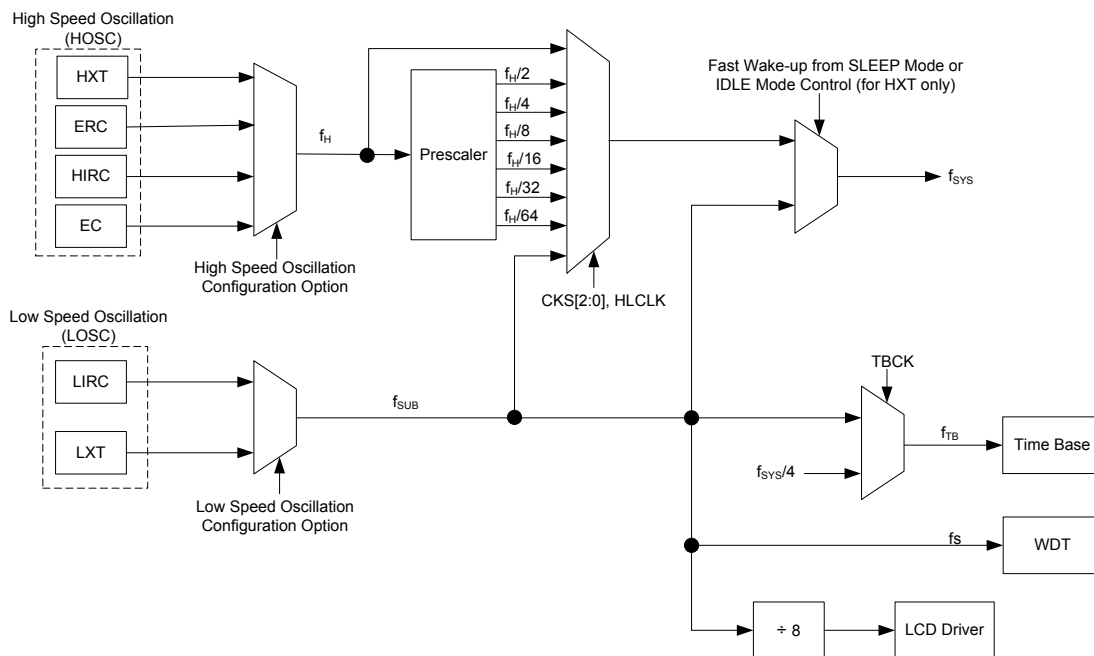 High Speed Oscillation
(HOSC)
HXT
ERC
HIRC
EC
High Speed Oscillation
Configuration Option
fH
Prescaler
fH/2
fH/4
fH/8
fH/16
fH/32
fH/64
CKS[2:0], HLCLK
Fast Wake-up from SLEEP Mode or
IDLE Mode Control (for HXT only)
fSYS
Low Speed Oscillation
(LOSC)
LIRC
LXT
Low Speed Oscillation
Configuration Option
fSUB
TBCK
fSYS/4
fTB
Time Base
fs
WDT
÷ 8
LCD Driver